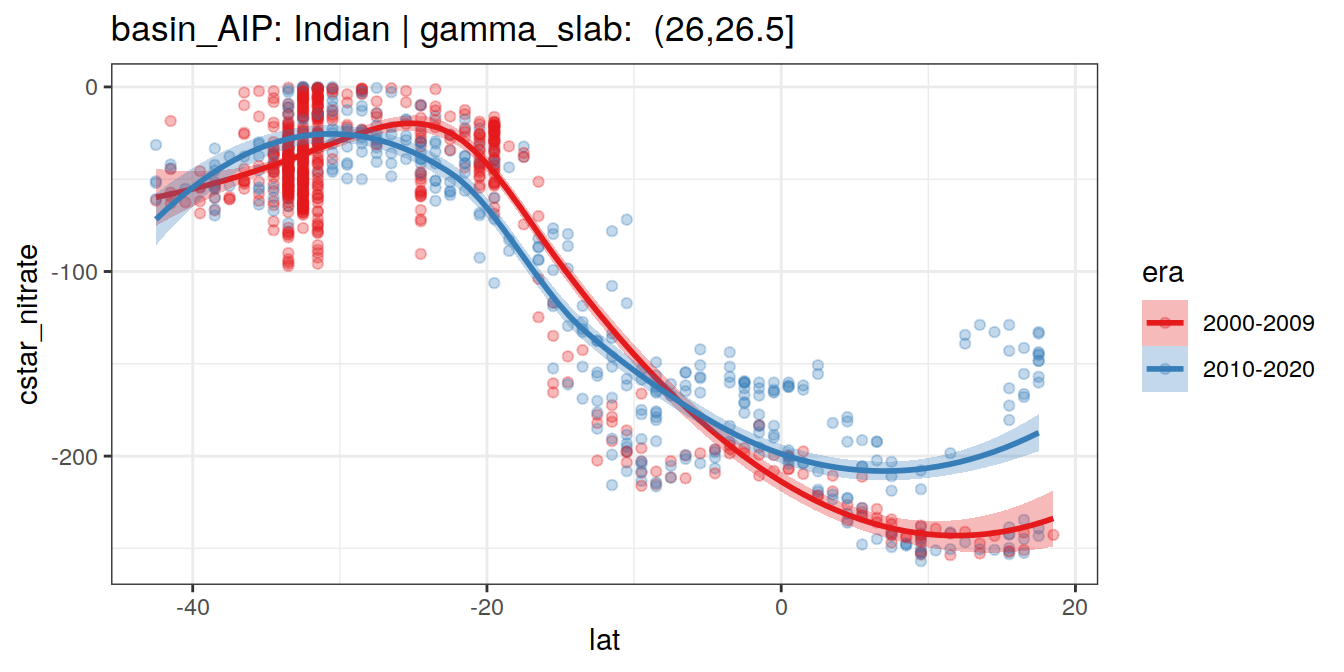 basin_AIP: Indian | gamma_slab:  (26,26.5]
0
-100
-200
cstar_nitrate
-40
-20
0
20
lat
era
2000-2009
2010-2020